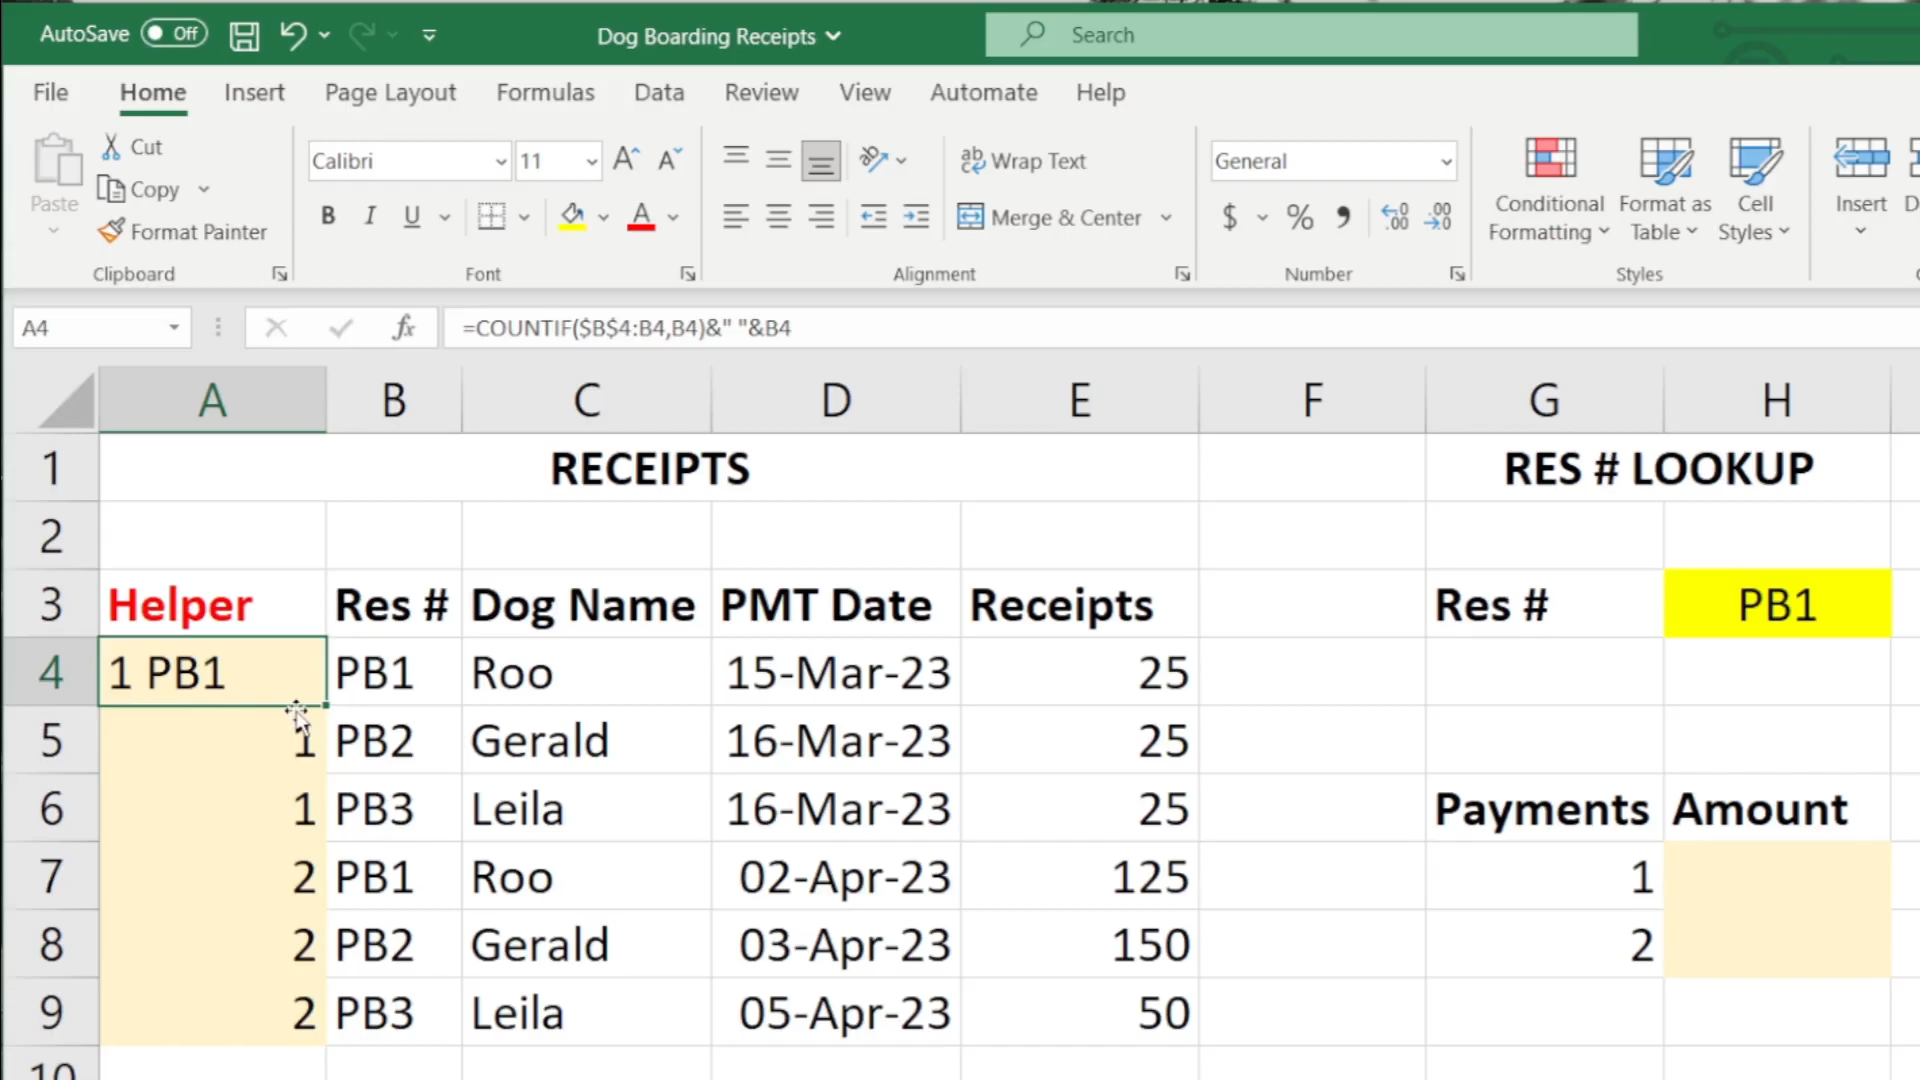 AutoSave Off Dog Boarding Receipts Search
File Home Insert Page Layout Formulas Data Review View Automate Help
Paste Cut Copy Format Painter Clipboard
Calibri 11 B I U A Font
ab Wrap Text Merge & Center Alignment
General $ % Number
Conditional Formatting Format as Table Cell Styles Styles
Insert
A4 fx =COUNTIF($B$4:B4,B4)&" "&B4
A B C D E F G H
1 RECEIPTS RES # LOOKUP
2
3 Helper Res # Dog Name PMT Date Receipts Res # PB1
4 1 PB1 PB1 Roo 15-Mar-23 25
5 1 PB2 Gerald 16-Mar-23 25
6 1 PB3 Leila 16-Mar-23 25 Payments Amount
7 2 PB1 Roo 02-Apr-23 125 1
8 2 PB2 Gerald 03-Apr-23 150 2
9 2 PB3 Leila 05-Apr-23 50
10